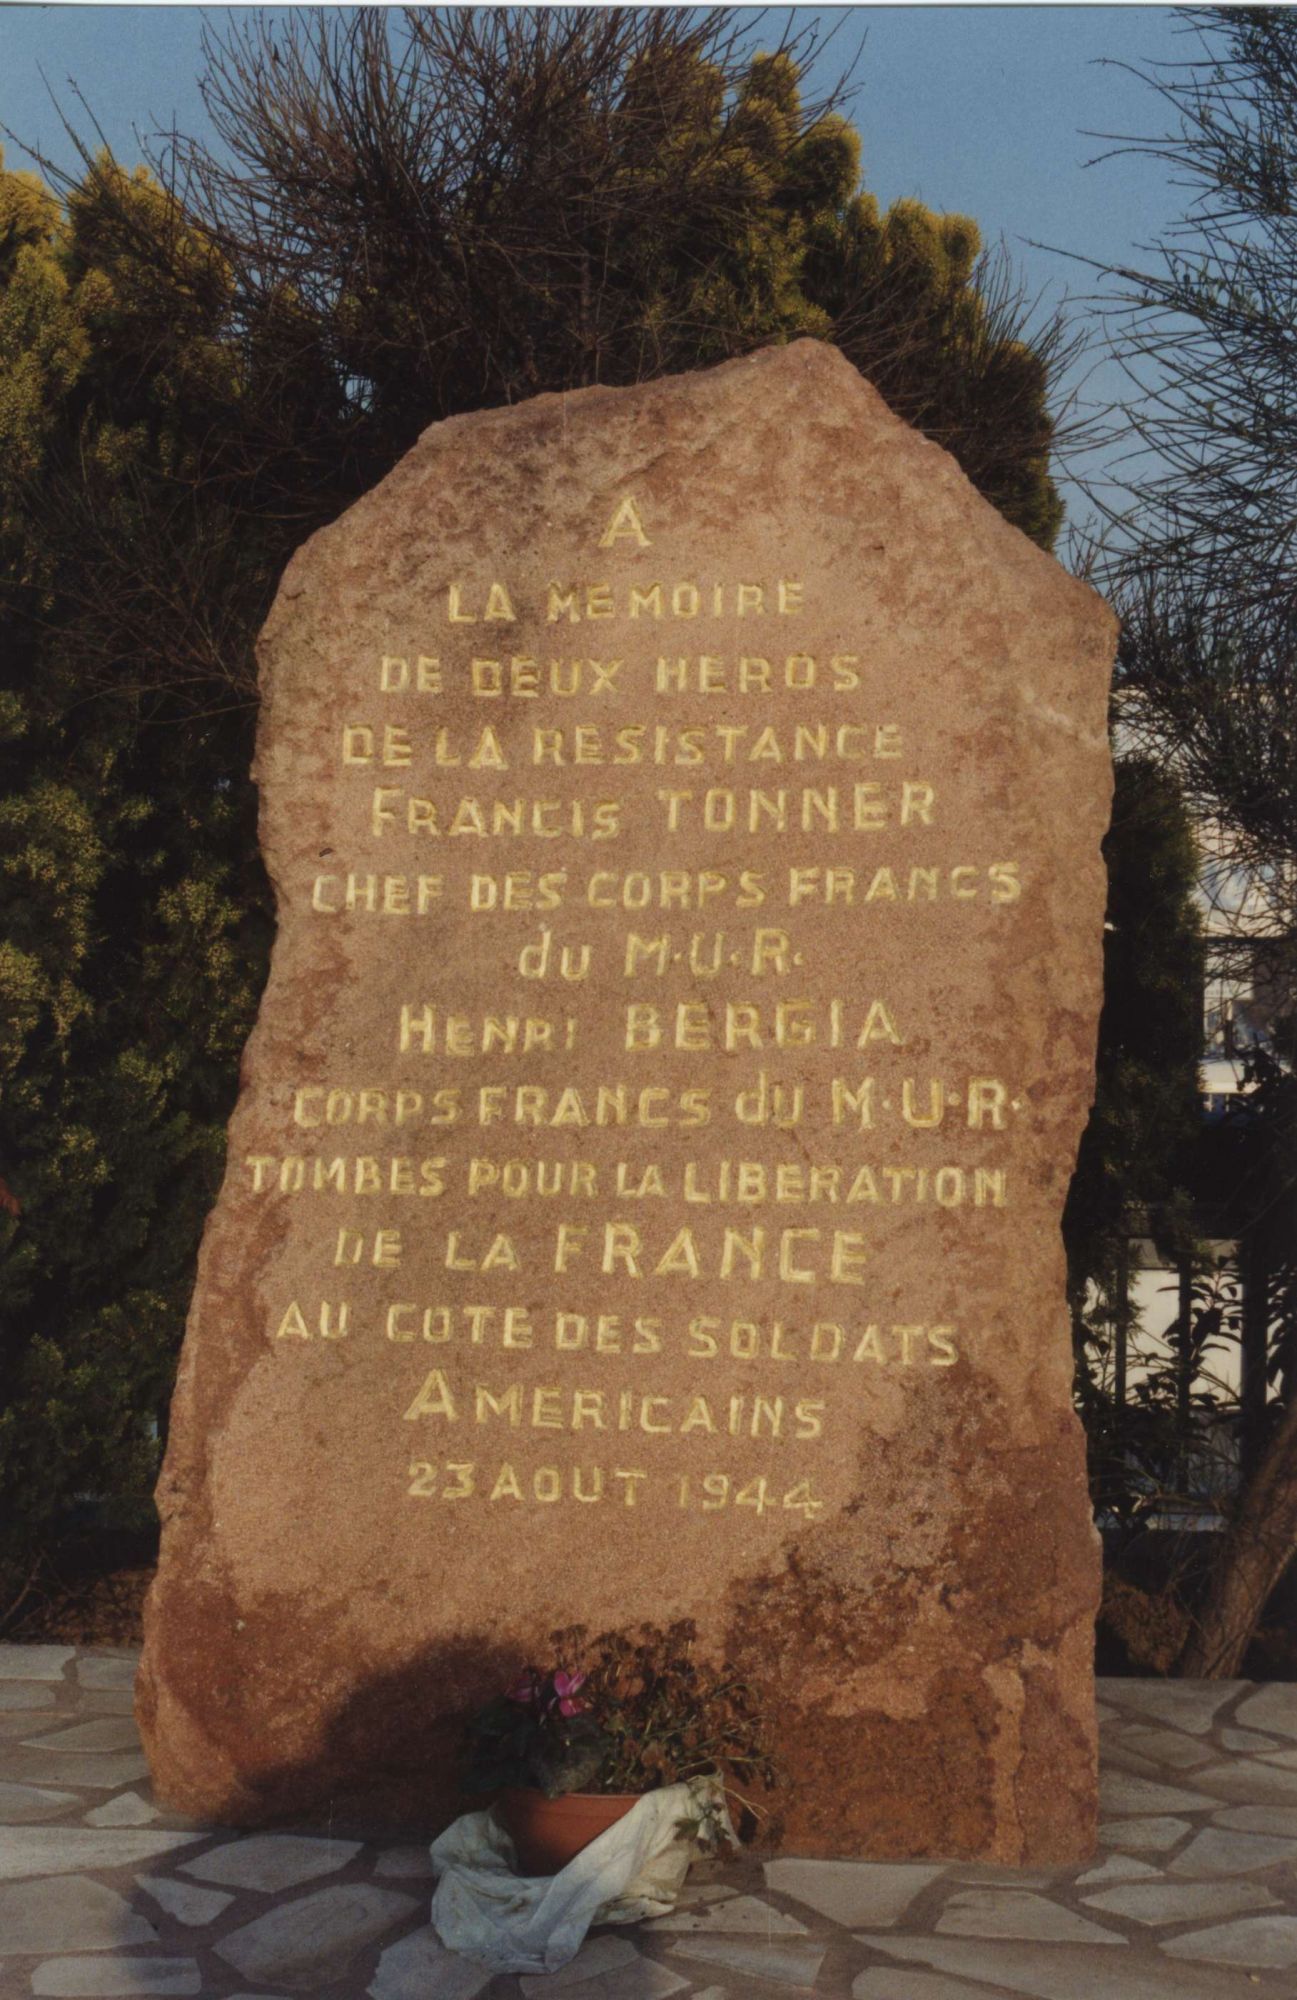 A
LA MEMOIRE
DE DEUX HEROS
DE LA RESISTANCE
FRANCIS TONNER
CHEF DES CORPS FRANCS
du M.U.R.
HENRI BERGIA
CORPS FRANCS du M.U.R.
TOMBES POUR LA LIBERATION
DE LA FRANCE
AU COTE DES SOLDATS
AMERICAINS
23 AOUT 1944